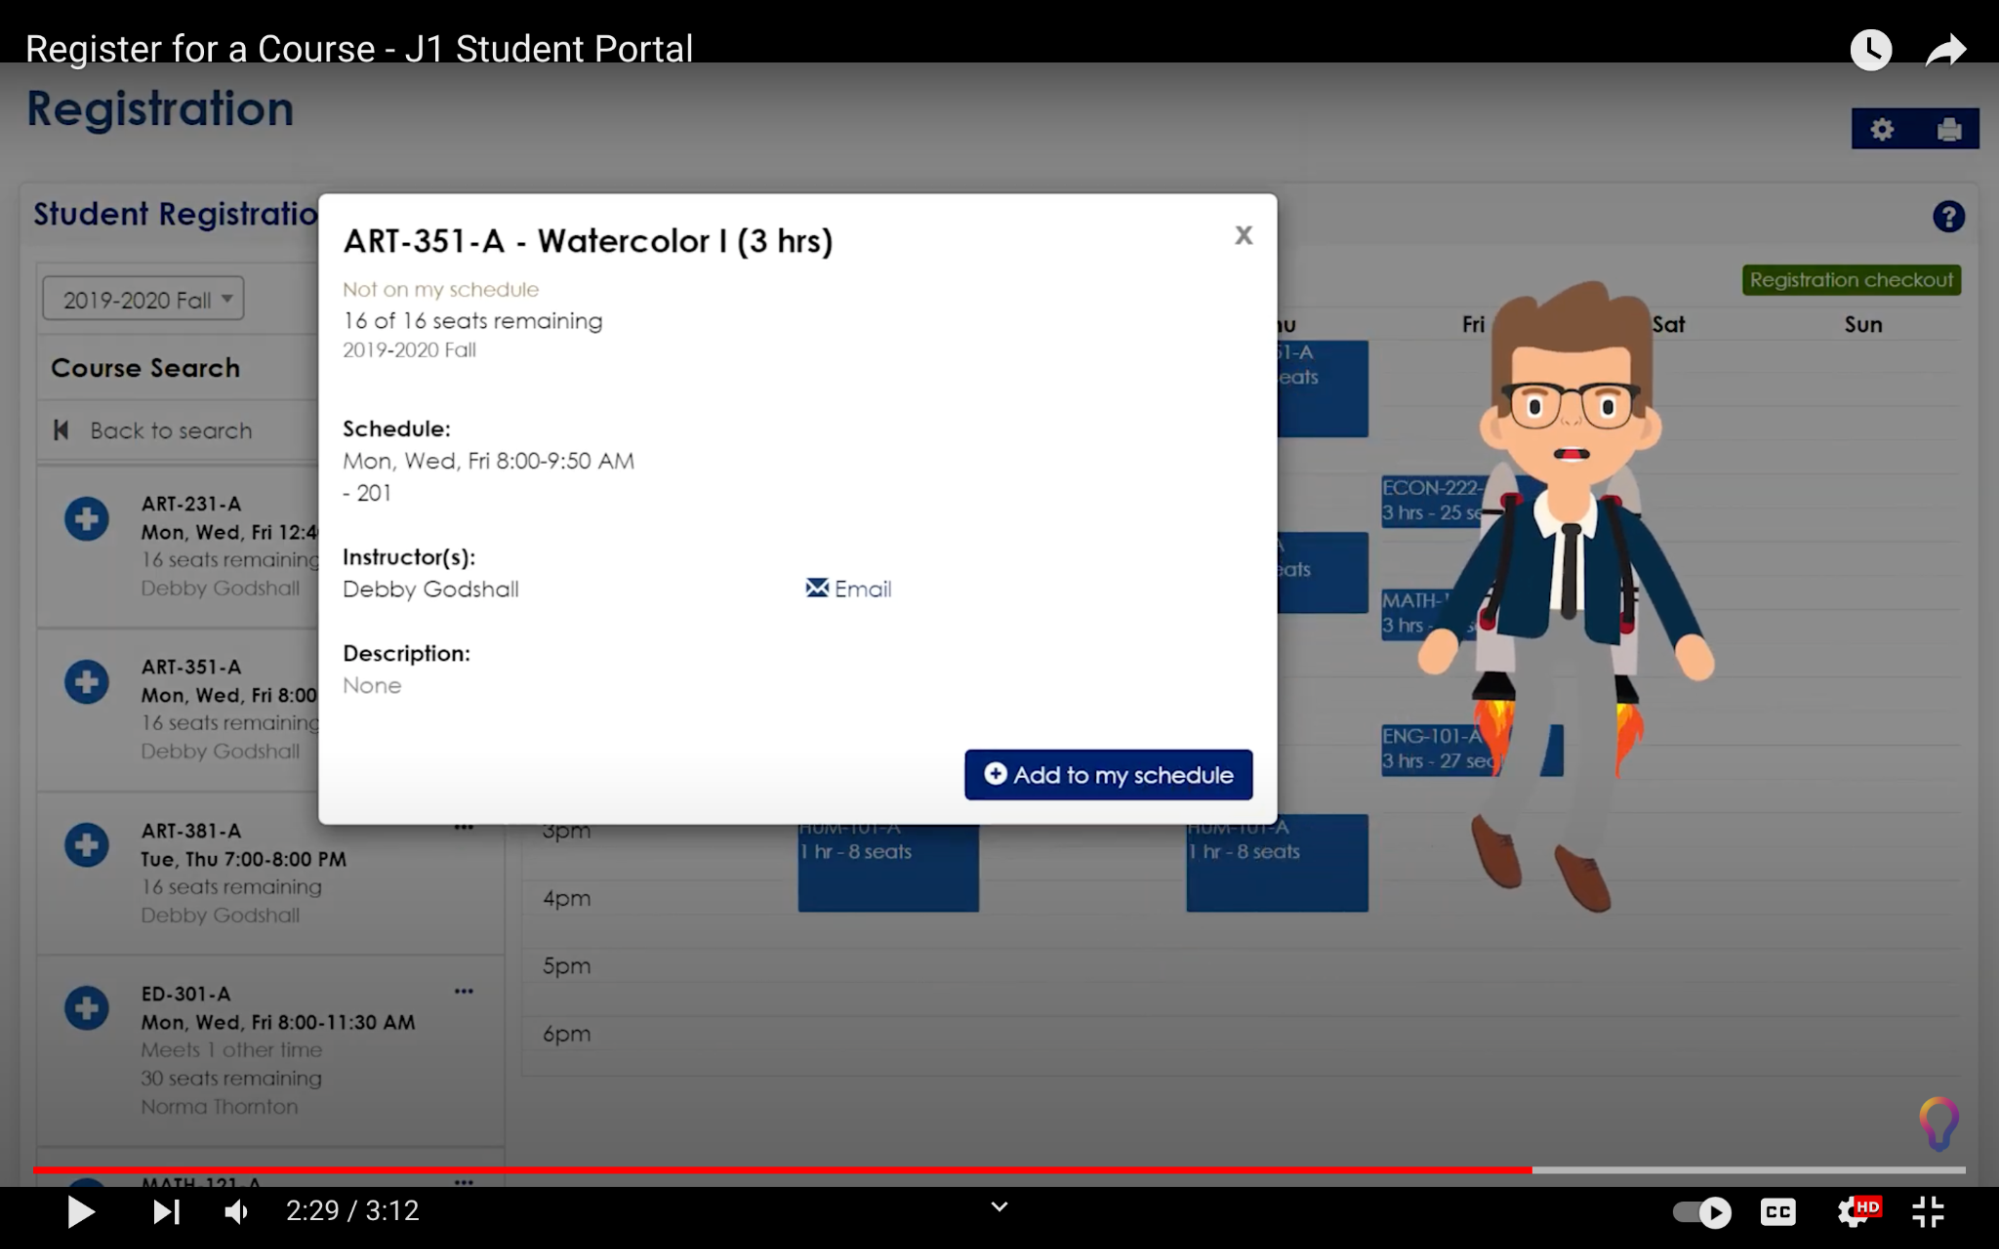 Register for a Course - J1 Student Portal
Registration
Student Registratio
2019-2020 Fall
Course Search
Back to search
ART-231-A
Mon, Wed, Fri 12:4
16 seats remaining
Debby Godshall
ART-351-A
Mon, Wed, Fri 8:00
16 seats remaining
Debby Godshall
ART-381-A
Tue, Thu 7:00-8:00 PM
16 seats remaining
Debby Godshall
ED-301-A
Mon, Wed, Fri 8:00-11:30 AM
Meets 1 other time
30 seats remaining
Norma Thornton
MATH-121-A
ART-351-A - Watercolor I (3 hrs)
X
Not on my schedule
16 of 16 seats remaining
2019-2020 Fall
Schedule:
Mon, Wed, Fri 8:00-9:50 AM
- 201
Instructor(s):
Debby Godshall
Email
Description:
None
Add to my schedule
?
Registration checkout
hu
Fri
Sat
Sun
51-A
eats
ECON-222-
3 hrs - 25 se
eats
MATH-
3 hrs -
ENG-101-A
3 hrs - 27 sea
3pm
HUM-101-A
1 hr - 8 seats
HUM-101-A
1 hr - 8 seats
4pm
5pm
6pm
2:29 / 3:12
CC
HD